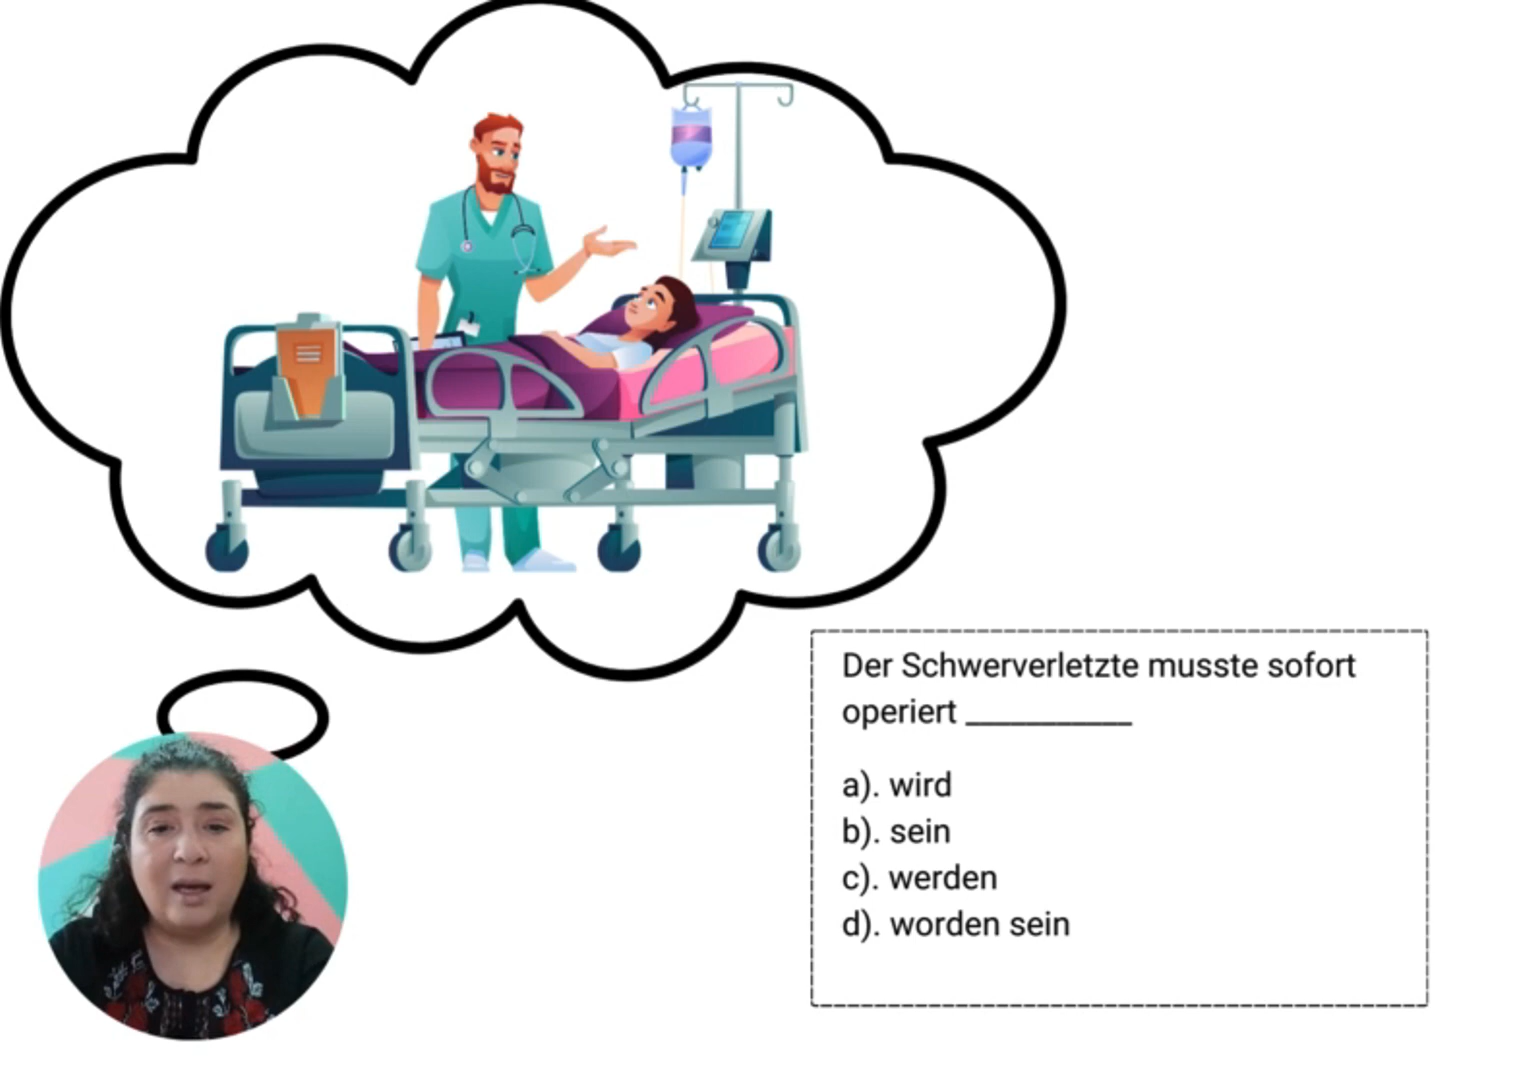 Der Schwerverletzte musste sofort
operiert __________
a). wird
b). sein
c). werden
d). worden sein